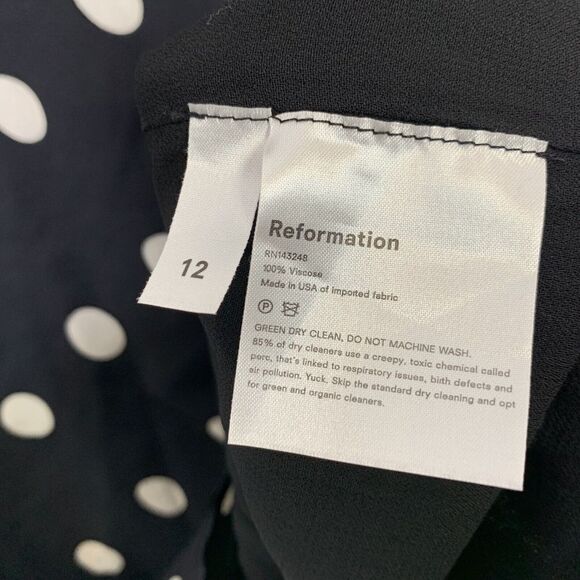 12
Reformation
RN143248
100% Viscose
Made in USA of imported fabric
P
GREEN DRY CLEAN, DO NOT MACHINE WASH.
85% of dry cleaners use a creepy, toxic chemical called
perc, that's linked to respiratory issues, birth defects and
air pollution. Yuck. Skip the standard dry cleaning and opt
for green and organic cleaners.